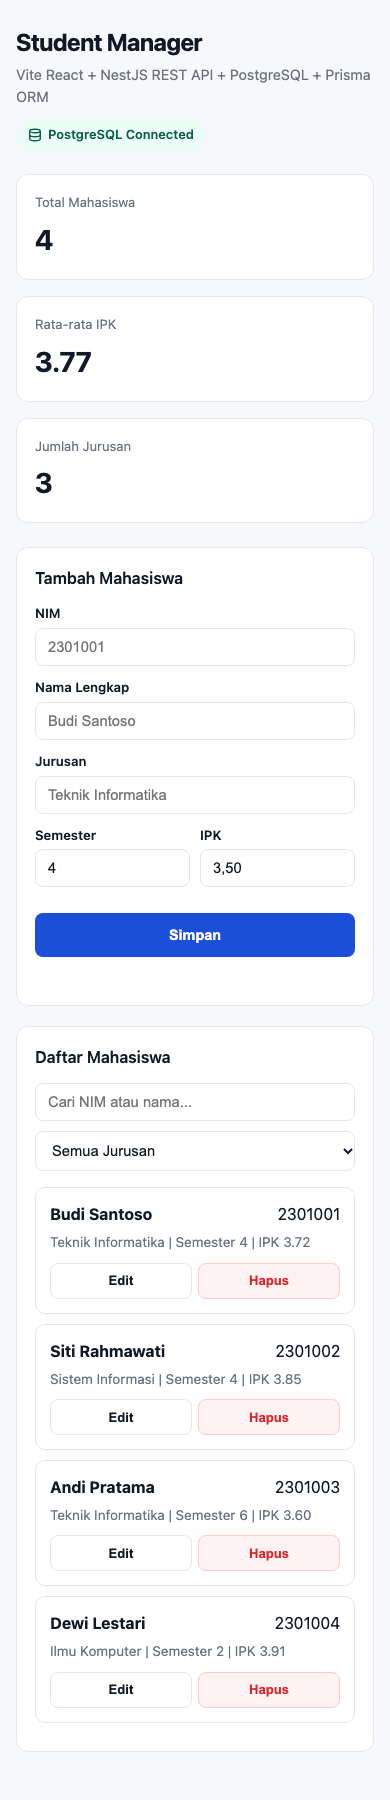 Student Manager
Vite React + NestJS REST API + PostgreSQL + Prisma
ORM
PostgreSQL Connected
Total Mahasiswa
4
Rata-rata IPK
3.77
Jumlah Jurusan
3
Tambah Mahasiswa
NIM
2301001
Nama Lengkap
Budi Santoso
Jurusan
Teknik Informatika
Semester IPK
4 3,50
Simpan
Daftar Mahasiswa
Cari NIM atau nama...
Semua Jurusan
Budi Santoso 2301001
Teknik Informatika | Semester 4 | IPK 3.72
Edit Hapus
Siti Rahmawati 2301002
Sistem Informasi | Semester 4 | IPK 3.85
Edit Hapus
Andi Pratama 2301003
Teknik Informatika | Semester 6 | IPK 3.60
Edit Hapus
Dewi Lestari 2301004
Ilmu Komputer | Semester 2 | IPK 3.91
Edit Hapus